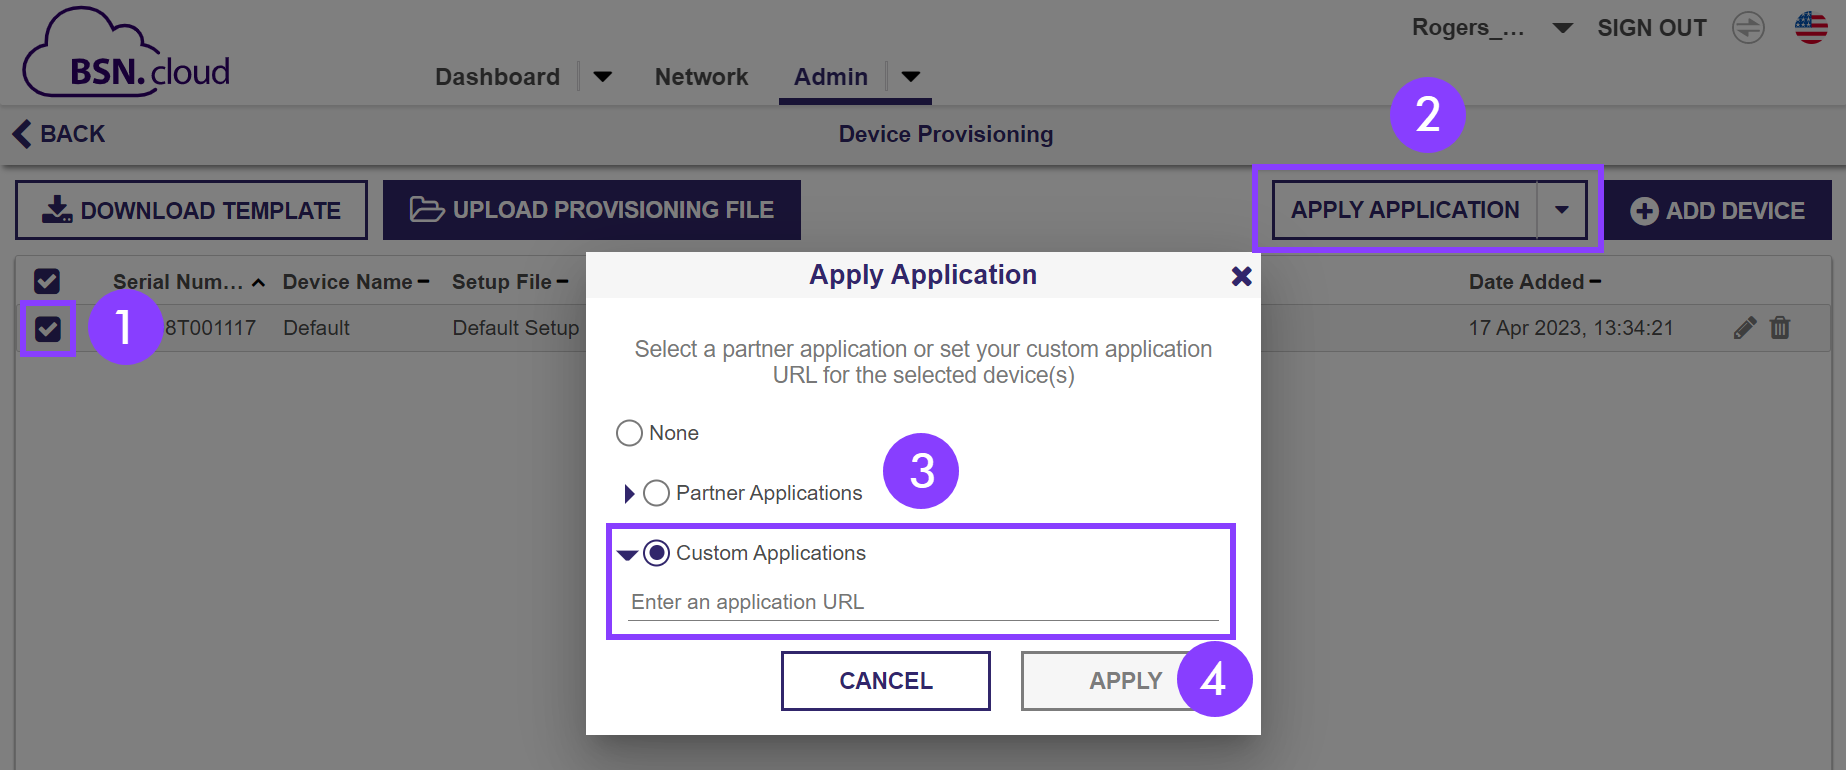 Rogers_... SIGN OUT
BSN.cloud
Dashboard Network Admin
2
BACK Device Provisioning
DOWNLOAD TEMPLATE UPLOAD PROVISIONING FILE APPLY APPLICATION ADD DEVICE
Serial Num... Device Name Setup File Date Added
1 8T001117 Default Default Setup 17 Apr 2023, 13:34:21
Apply Application
Select a partner application or set your custom application
URL for the selected device(s)
None
3
Partner Applications
Custom Applications
Enter an application URL
CANCEL APPLY 4